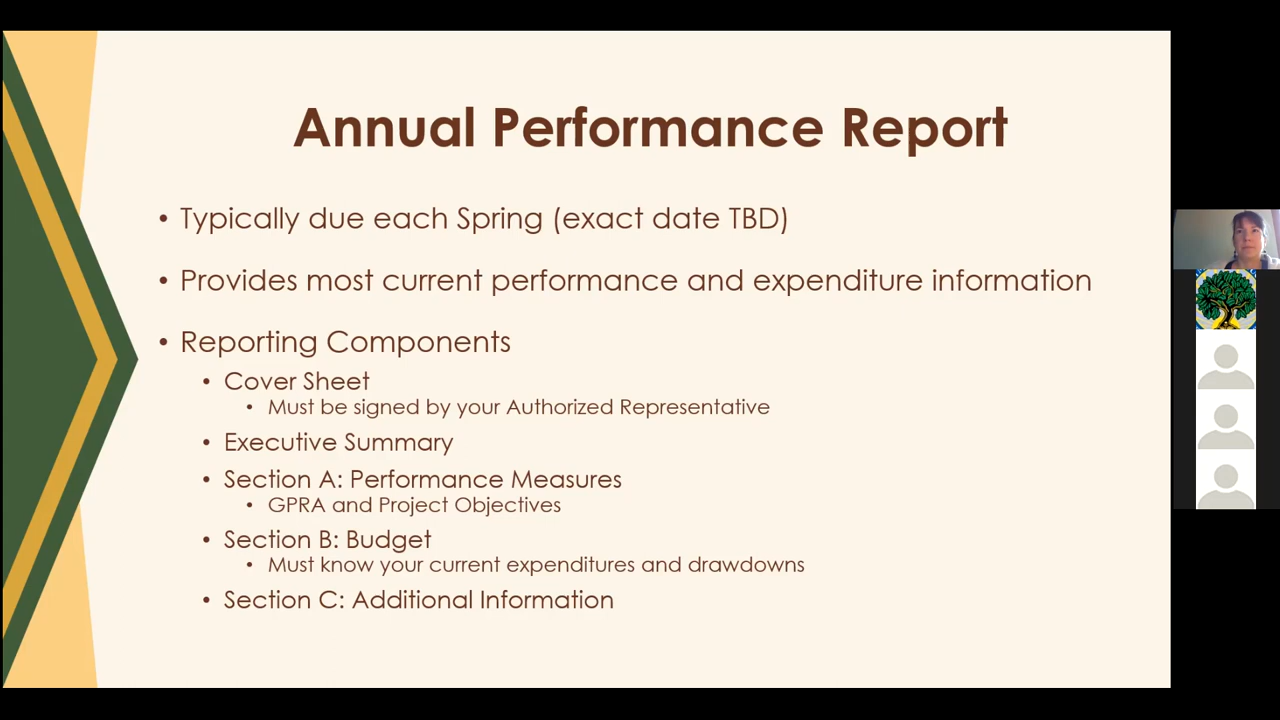 Annual Performance Report
• Typically due each Spring (exact date TBD)
• Provides most current performance and expenditure information
• Reporting Components
• Cover Sheet
• Must be signed by your Authorized Representative
• Executive Summary
• Section A: Performance Measures
• GPRA and Project Objectives
• Section B: Budget
• Must know your current expenditures and drawdowns
• Section C: Additional Information